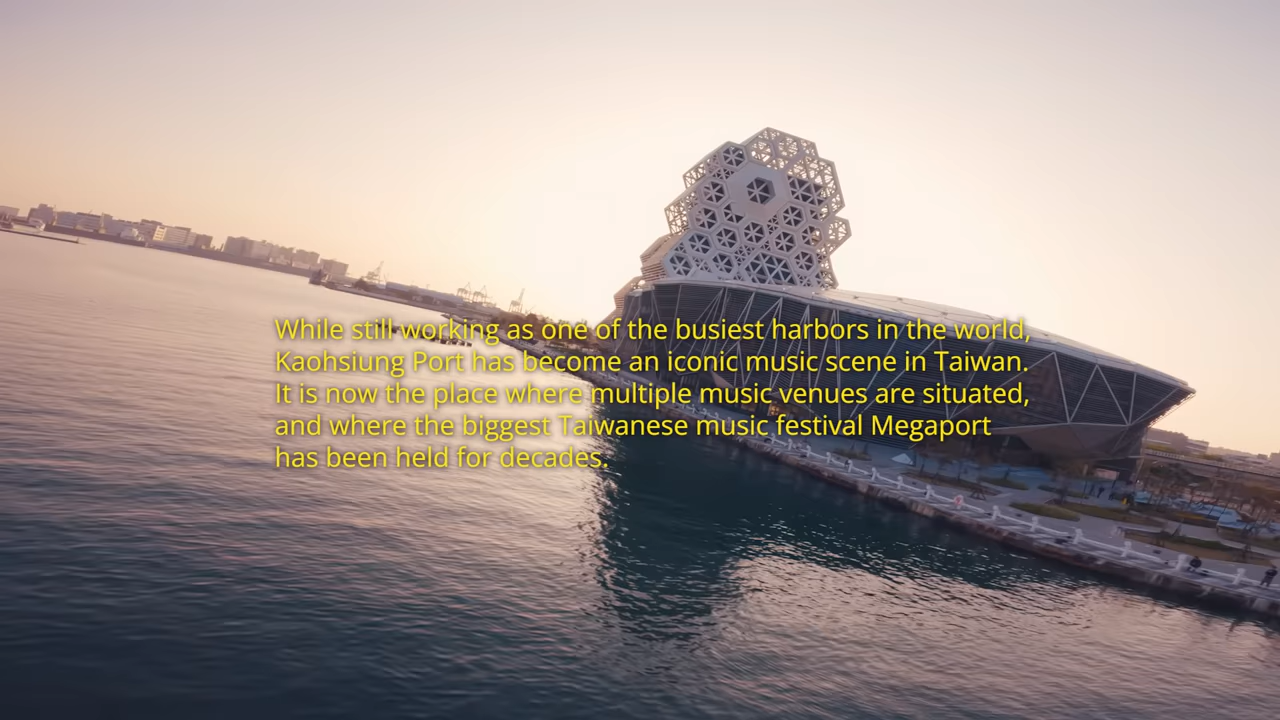 While still working as one of the busiest harbors in the world,
Kaohsiung Port has become an iconic music scene in Taiwan.
It is now the place where multiple music venues are situated,
and where the biggest Taiwanese music festival Megaport
has been held for decades.